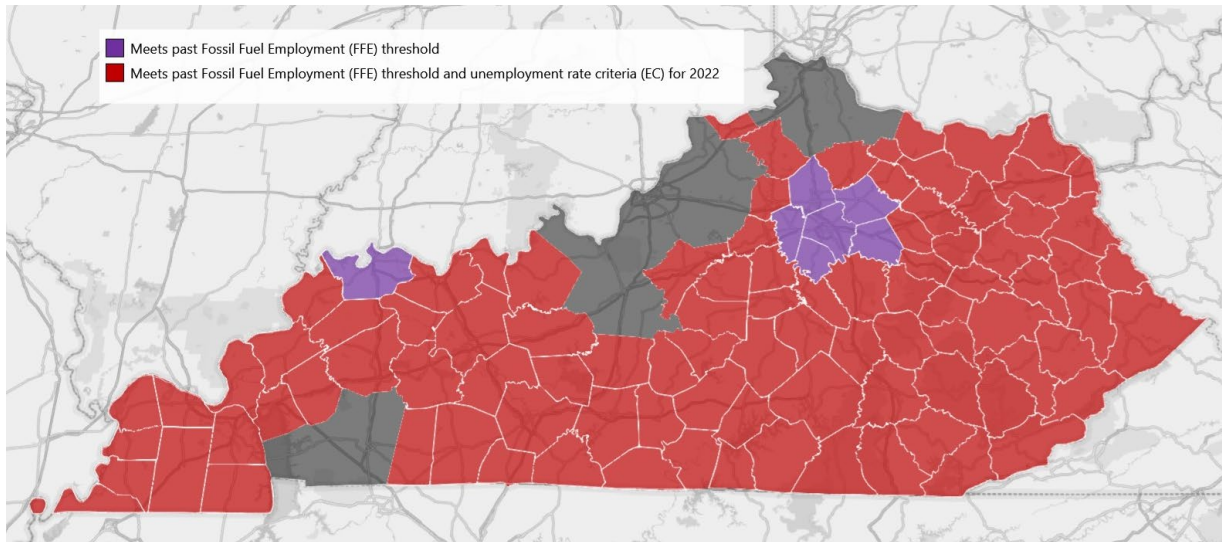 Meets past Fossil Fuel Employment (FFE) threshold
Meets past Fossil Fuel Employment (FFE) threshold and unemployment rate criteria (EC) for 2022